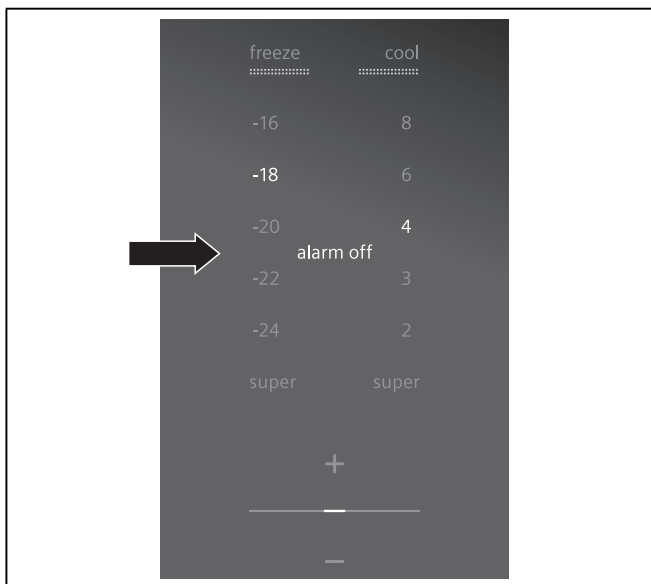 freeze cool
-16 8
-18 6
-20 4
alarm off
-22 3
-24 2
super super
+
–